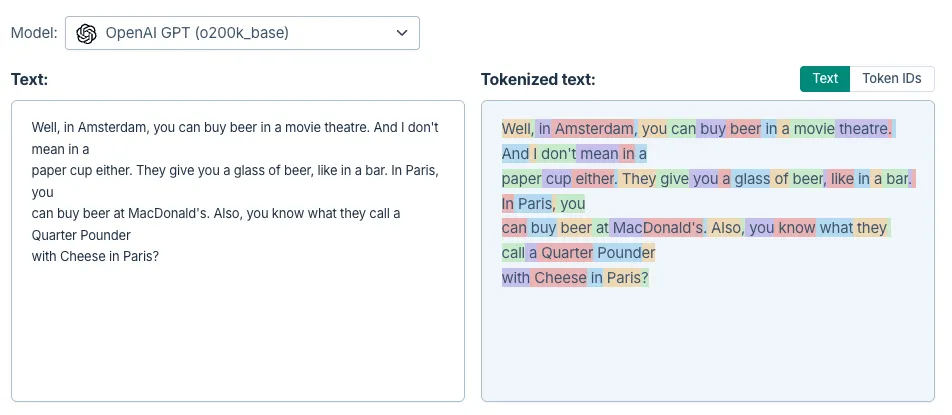 Model: OpenAI GPT (o200k_base)
Text:
Well, in Amsterdam, you can buy beer in a movie theatre. And I don't
mean in a
paper cup either. They give you a glass of beer, like in a bar. In Paris,
you
can buy beer at MacDonald's. Also, you know what they call a
Quarter Pounder
with Cheese in Paris?
Tokenized text:
Text Token IDs
Well, in Amsterdam, you can buy beer in a movie theatre.
And I don't mean in a
paper cup either. They give you a glass of beer, like in a bar.
In Paris, you
can buy beer at MacDonald's. Also, you know what they
call a Quarter Pounder
with Cheese in Paris?